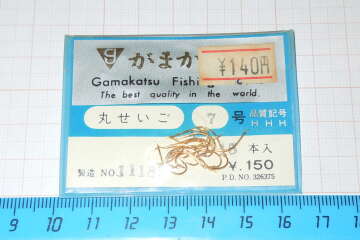 がまか
¥140円
Gamakatsu Fishing
The best quality in the world.
丸せいご 7 号 品質記号
H H H
本入
製造 NO.1118
¥.150
P.D. NO. 326375
9 10 11 12 13 14 15 16 17